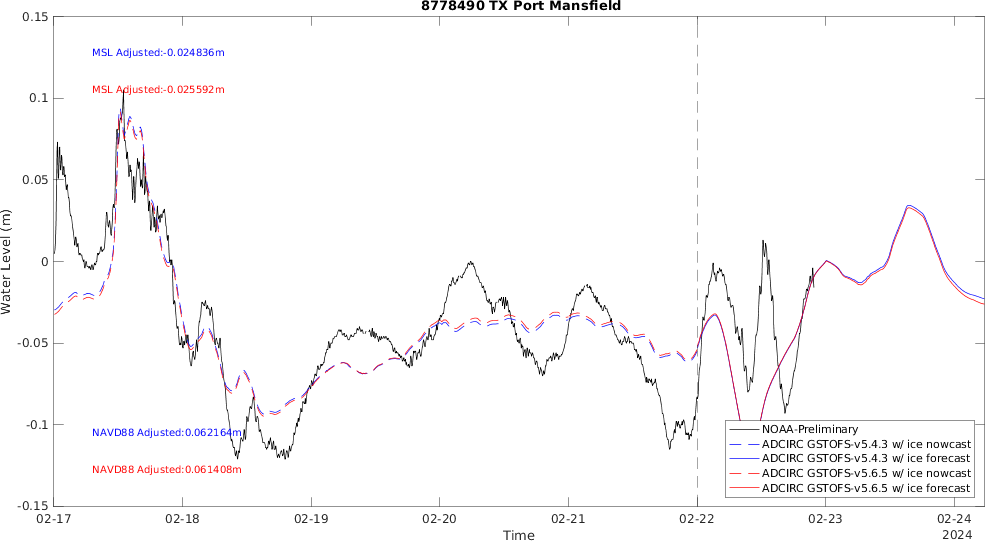 8778490 TX Port Mansfield
0.15
0.1
0.05
0
-0.05
-0.1
-0.15
Water Level (m)
MSL Adjusted:-0.024836m
MSL Adjusted:-0.025592m
NAVD88 Adjusted:0.062164m
NAVD88 Adjusted:0.061408m
NOAA-Preliminary
ADCIRC GSTOFS-v5.4.3 w/ ice nowcast
ADCIRC GSTOFS-v5.4.3 w/ ice forecast
ADCIRC GSTOFS-v5.6.5 w/ ice nowcast
ADCIRC GSTOFS-v5.6.5 w/ ice forecast
02-17 02-18 02-19 02-20 02-21 02-22 02-23 02-24
Time
2024